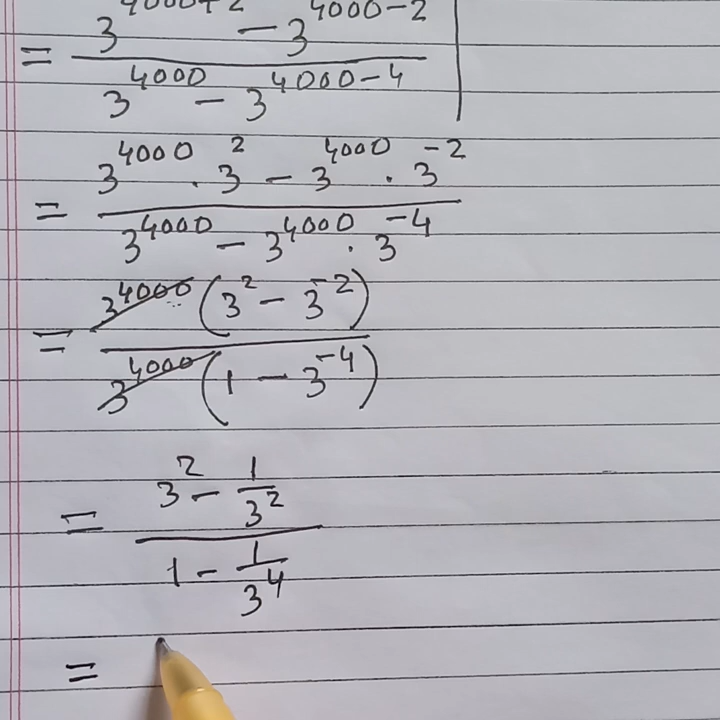 = (3^{4000+2} - 3^{4000-2}) / (3^{4000} - 3^{4000-4})
= (3^{4000} · 3^{2} - 3^{4000} · 3^{-2}) / (3^{4000} - 3^{4000} · 3^{-4})
= 3^{4000} (3^{2} - 3^{-2}) / 3^{4000} (1 - 3^{-4})
= (3^{2} - 1/3^{2}) / (1 - 1/3^{4})
=